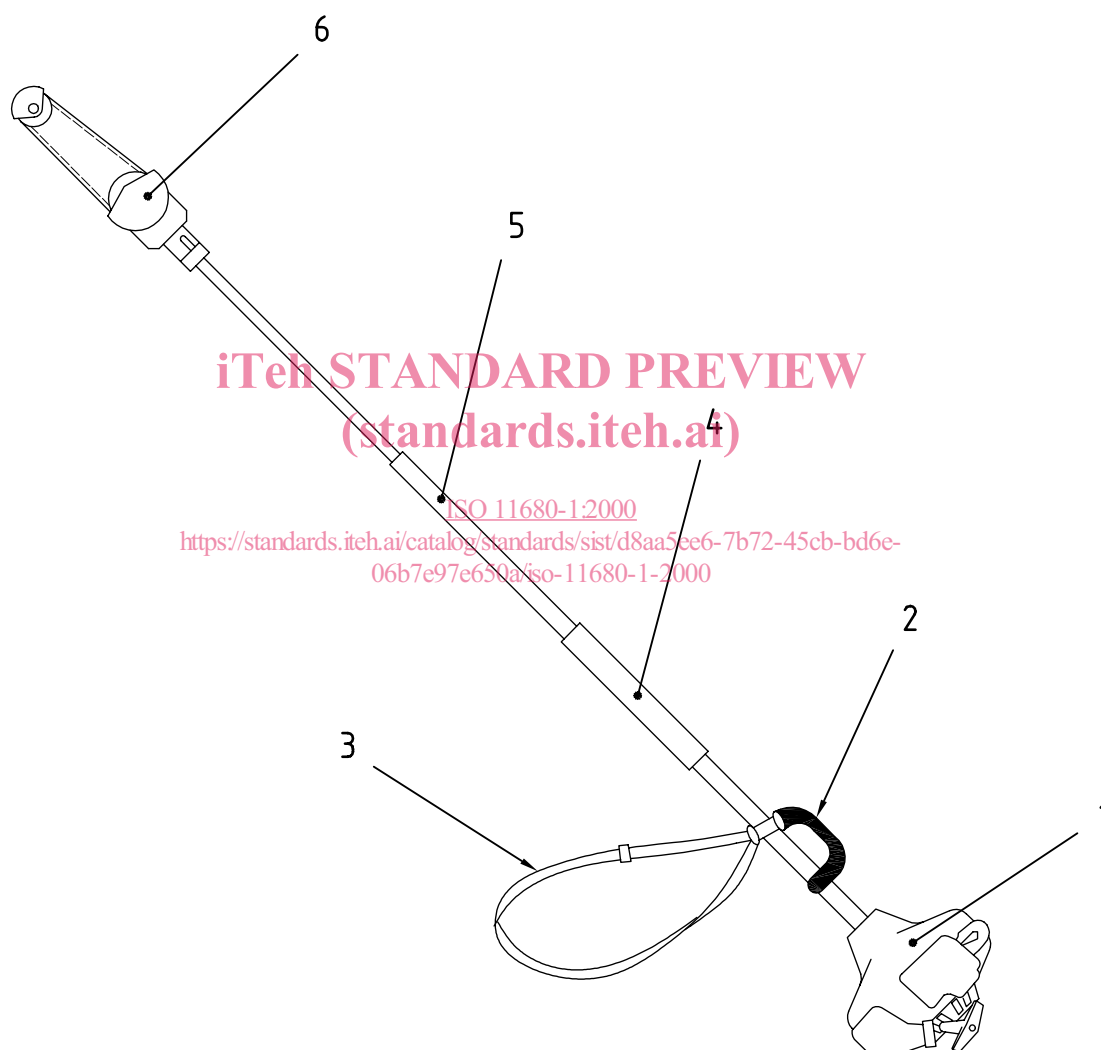 6
5
iTeh STANDARD PREVIEW
4
(standards.iteh.ai)
ISO 11680-1:2000
https://standards.iteh.ai/catalog/standards/sist/d8aa5ee6-7b72-45cb-bd6e-
06b7e97e650a/iso-11680-1-2000
2
3